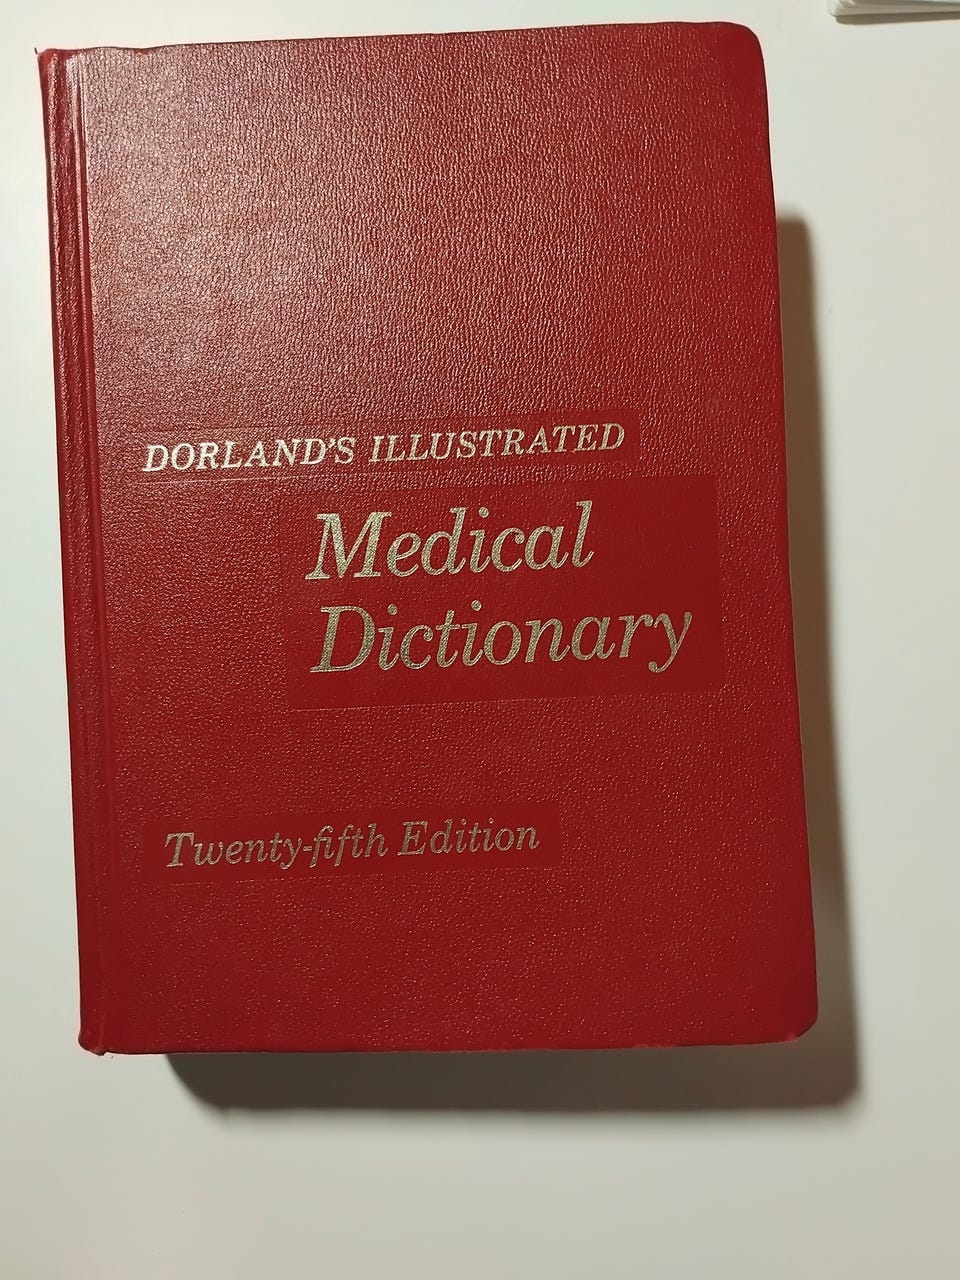 DORLAND'S ILLUSTRATED
Medical
Dictionary
Twenty-fifth Edition